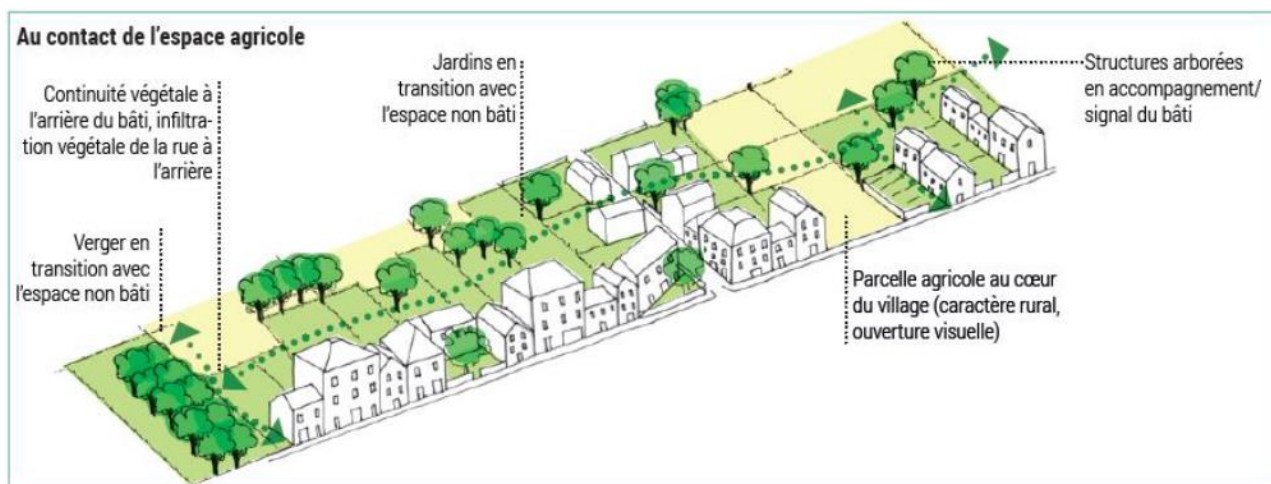 Au contact de l'espace agricole
Continuité végétale à
l'arrière du bâti, infiltra-
tion végétale de la rue à
l'arrière
Verger en
transition avec
l'espace non bâti
Jardins en
transition avec
l'espace non bâti
Structures arborées
en accompagnement/
signal du bâti
Parcelle agricole au cœur
du village (caractère rural,
ouverture visuelle)